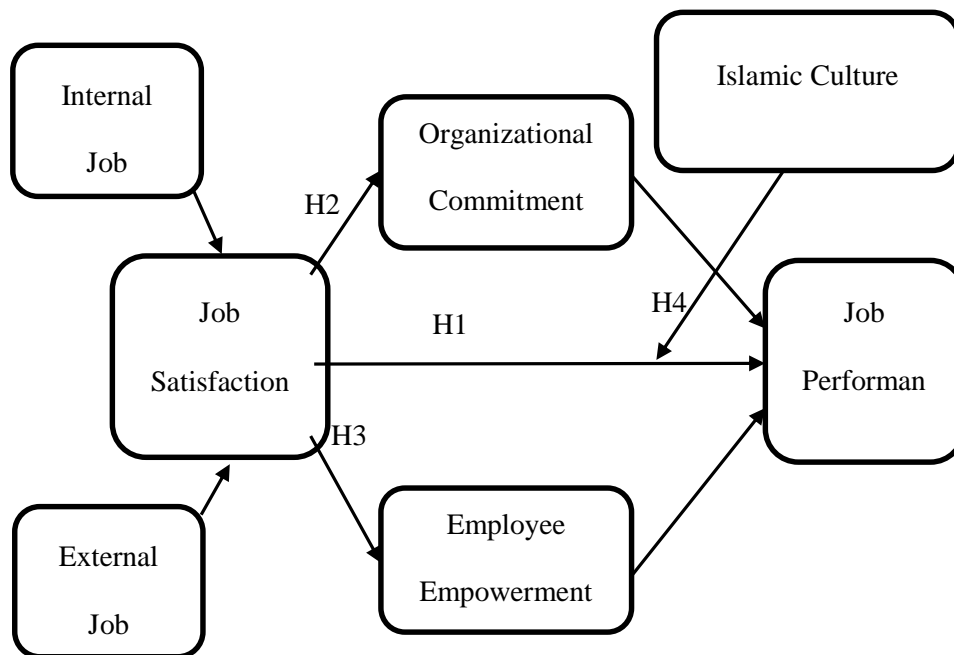 Internal
Job
Islamic Culture
Organizational
Commitment
H2
Job
Satisfaction
H1
H4
Job
Performan
H3
Employee
Empowerment
External
Job